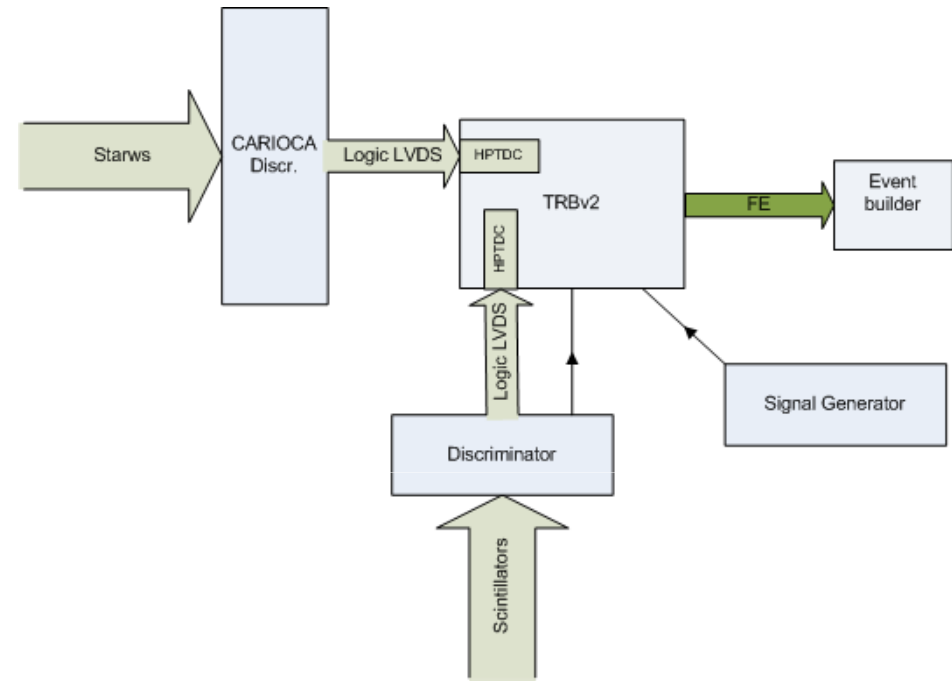 Starws
CARIOCA
Discr.
Logic LVDS
HPTDC
TRBv2
HPTDC
FE
Event
builder
Logic LVDS
Signal Generator
Discriminator
Scintillators